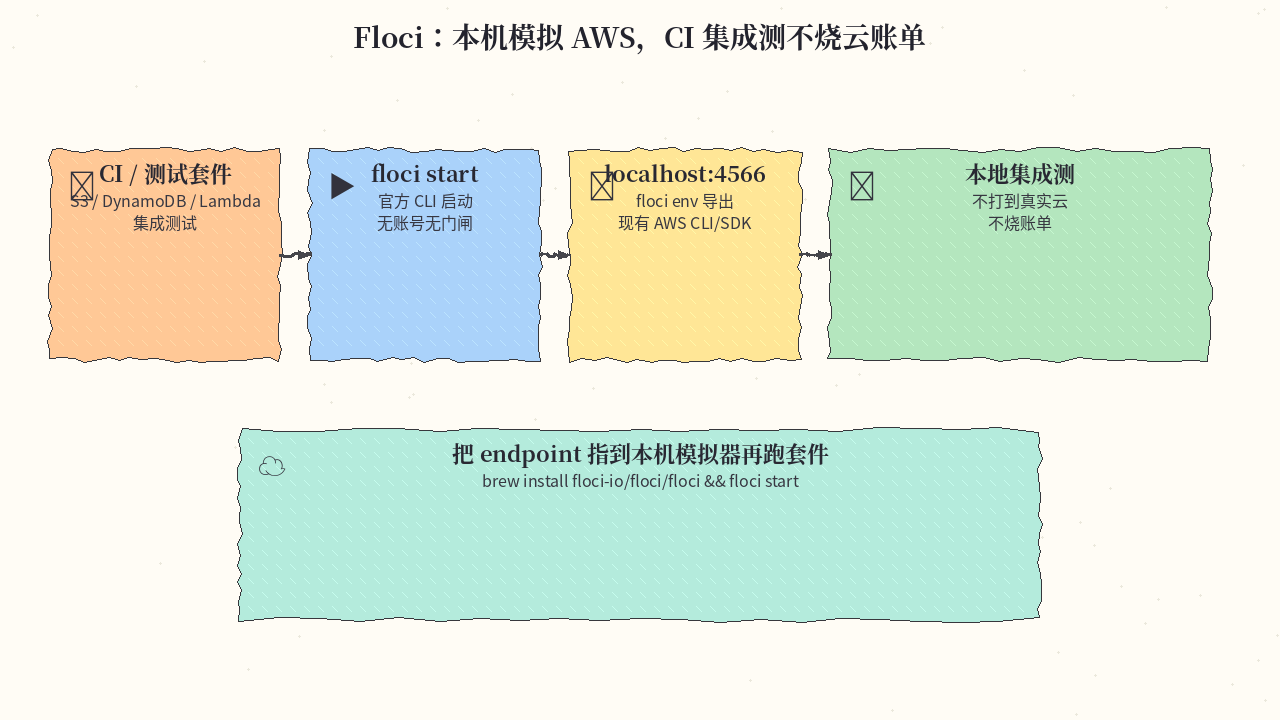 Floci：本机模拟 AWS，CI 集成测不烧云账单
CI / 测试套件
S3 / DynamoDB / Lambda
集成测试
floci start
官方 CLI 启动
无账号无门闸
localhost:4566
floci env 导出
现有 AWS CLI/SDK
本地集成测
不打到真实云
不烧账单
把 endpoint 指到本机模拟器再跑套件
brew install floci-io/floci/floci && floci start